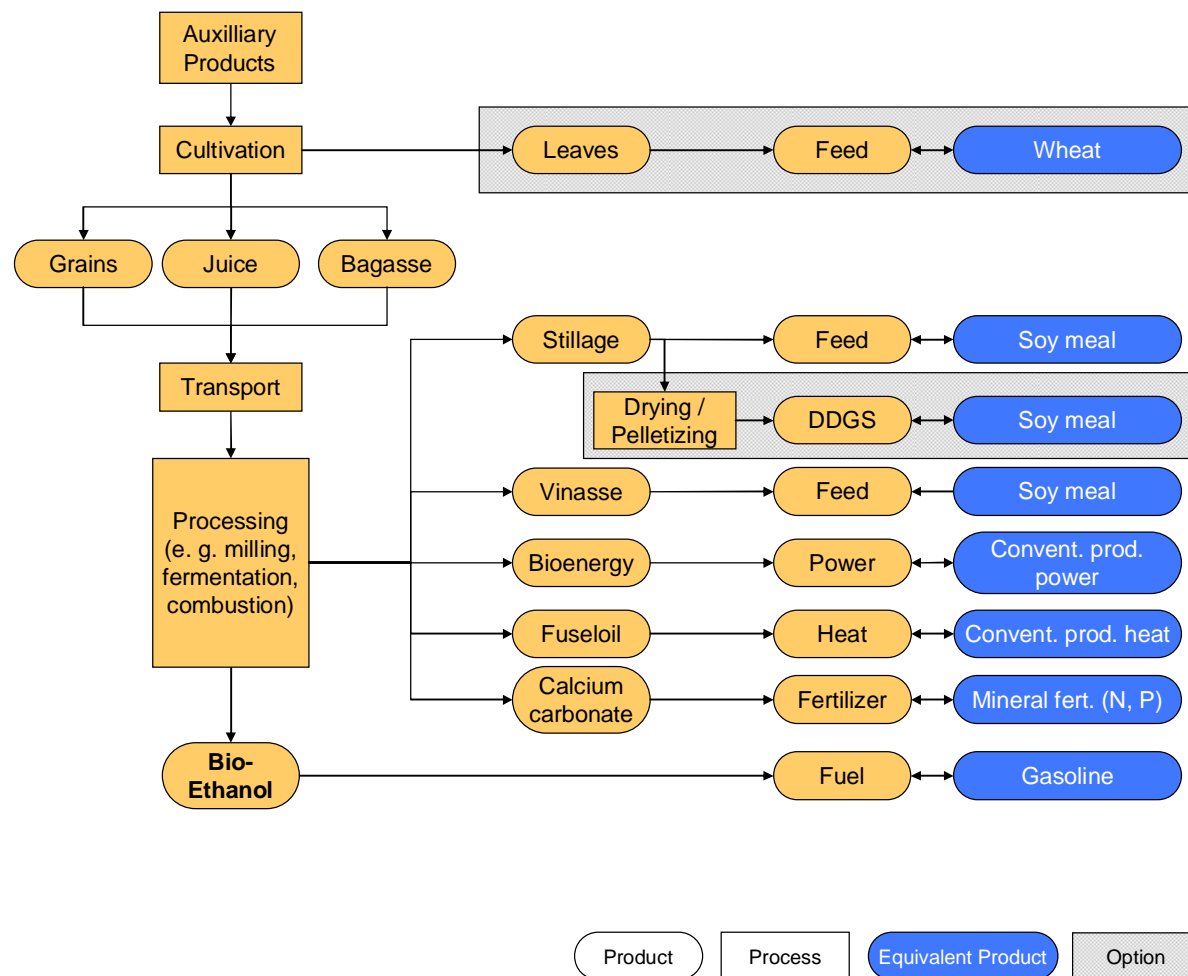 Auxilliary
Products
Cultivation
Leaves
Feed
Wheat
Grains
Juice
Bagasse
Stillage
Feed
Soy meal
Transport
Drying /
Pelletizing
DDGS
Soy meal
Processing
(e. g. milling,
fermentation,
combustion)
Vinasse
Feed
Soy meal
Bioenergy
Power
Convent. prod.
power
Fuseloil
Heat
Convent. prod. heat
Calcium
carbonate
Fertilizer
Mineral fert. (N, P)
Bio-
Ethanol
Fuel
Gasoline
Product
Process
Equivalent Product
Option